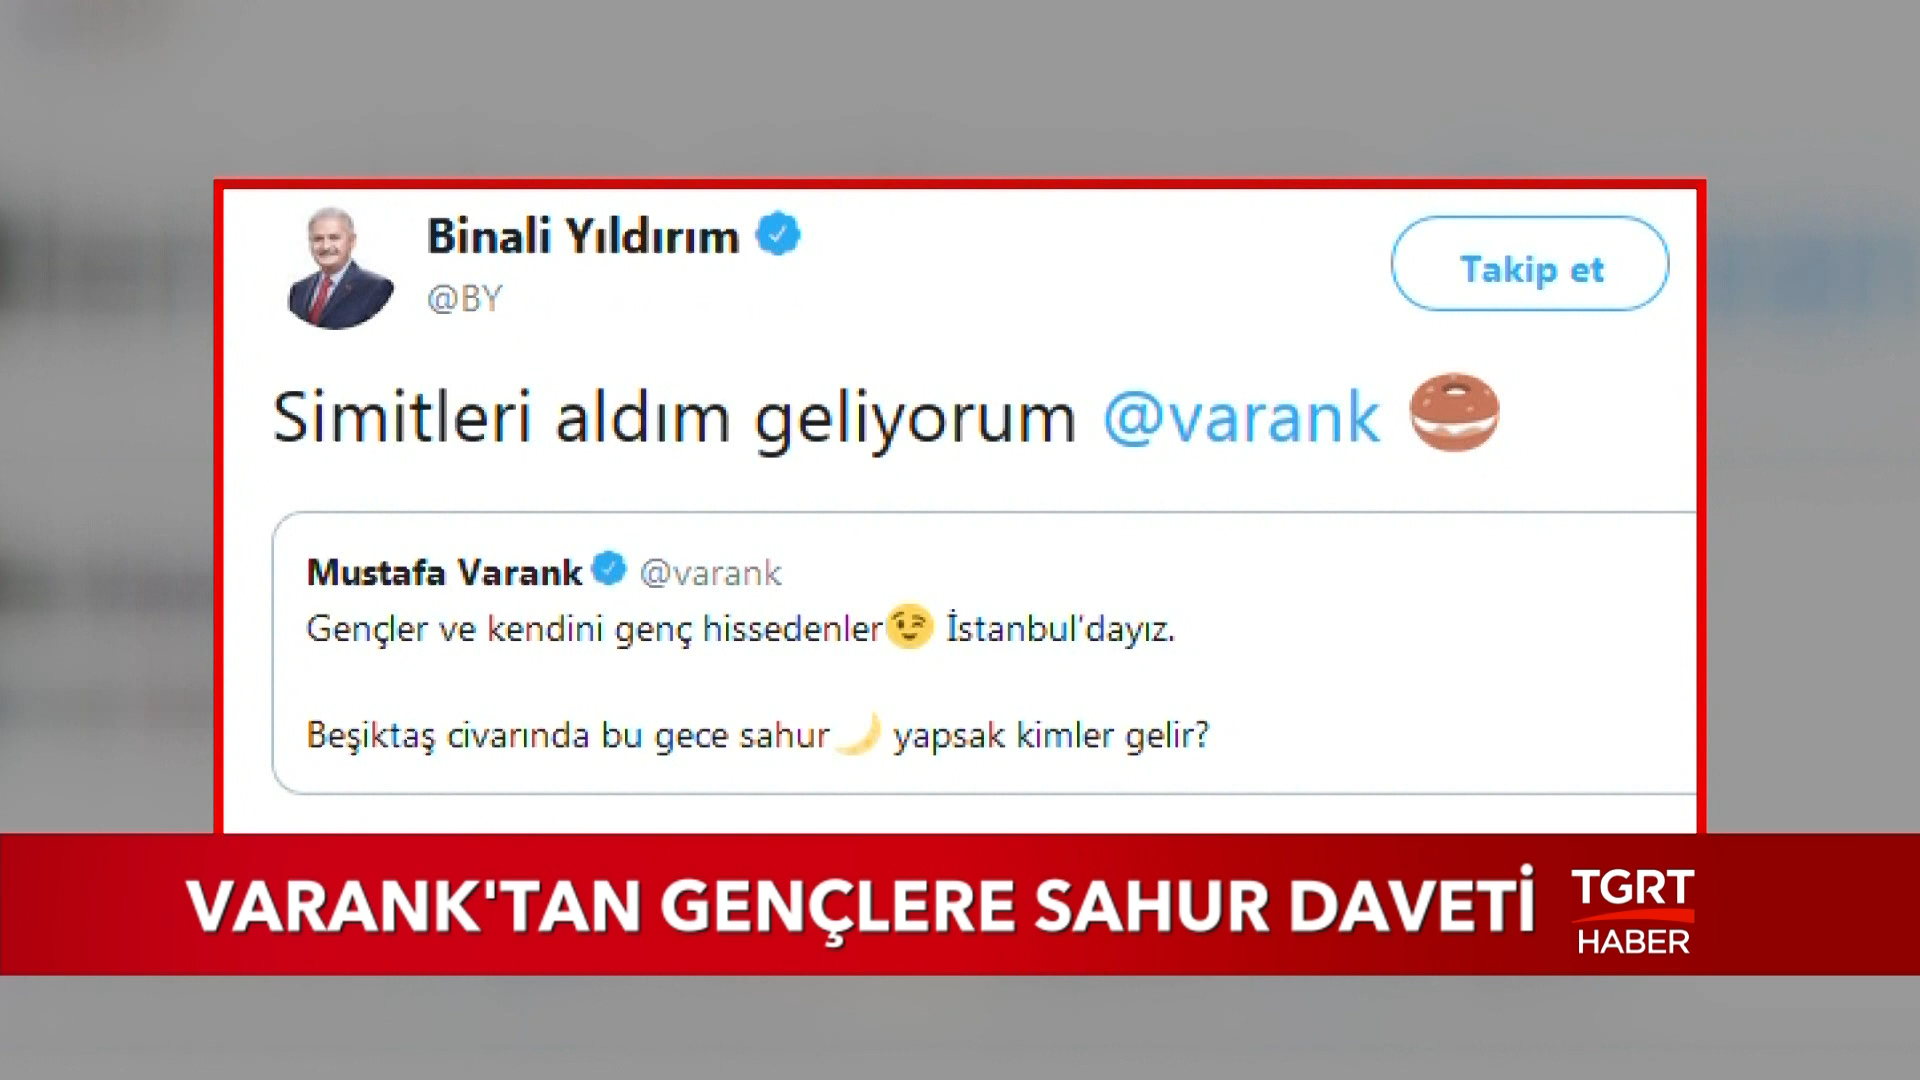 Binali Yıldırım
@BY
Takip et
Simitleri aldım geliyorum @varank
Mustafa Varank @varank
Gençler ve kendini genç hissedenler İstanbul'dayız.
Beşiktaş civarında bu gece sahur yapsak kimler gelir?
VARANK'TAN GENÇLERE SAHUR DAVETİ
TGRT
HABER